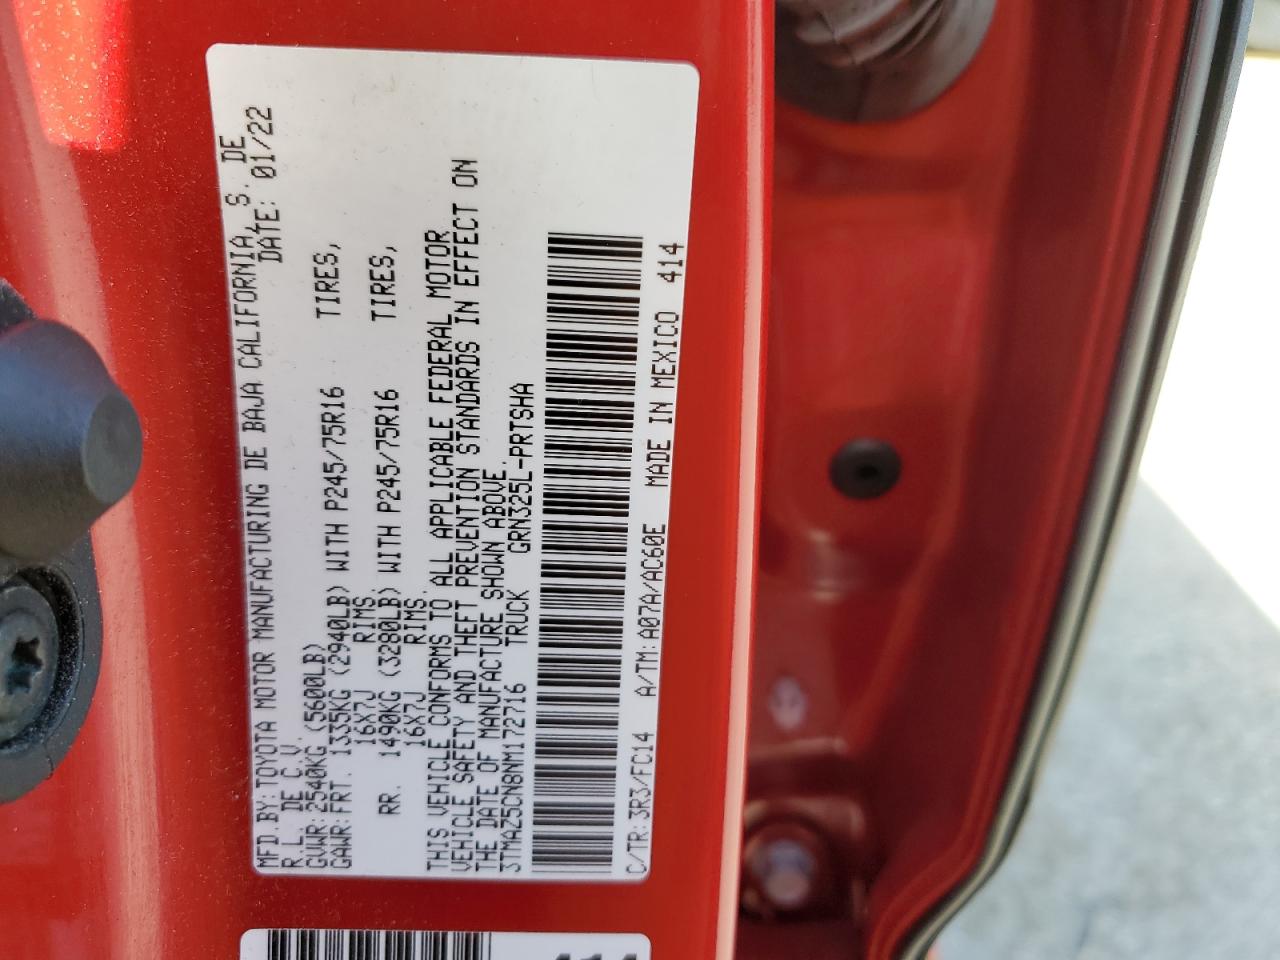 MFD.BY:TOYOTA MOTOR MANUFACTURING DE BAJA CALIFORNIA, S. DE
R.L. DE C.V. DATE: 01/22
GVWR:2540KG (5600LB)
GAWR:FRT. 1335KG (2940LB) WITH P245/75R16 TIRES,
16X7J RIMS.
RR. 1490KG (3280LB) WITH P245/75R16 TIRES,
16X7J RIMS.
THIS VEHICLE CONFORMS TO ALL APPLICABLE FEDERAL MOTOR
VEHICLE SAFETY AND THEFT PREVENTION STANDARDS IN EFFECT ON
THE DATE OF MANUFACTURE SHOWN ABOVE.
3TMAZ5CN8NM172716 TRUCK GRN325L-PRTSHA
C/TR:3R3/FC14 A/TM:A07A/AC60E MADE IN MEXICO 414